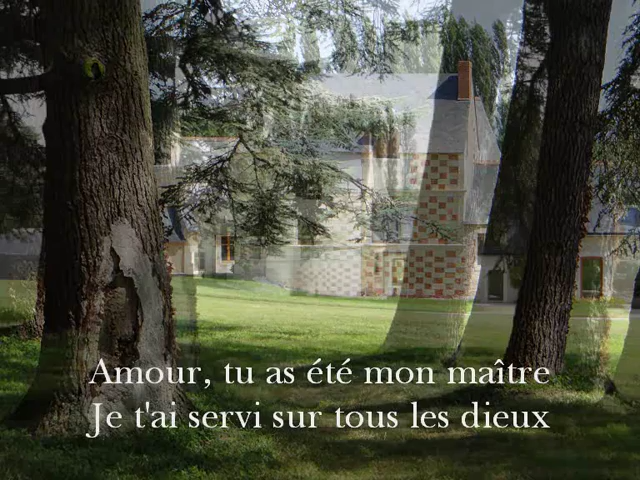 Amour, tu as été mon maître
Je t'ai servi sur tous les dieux